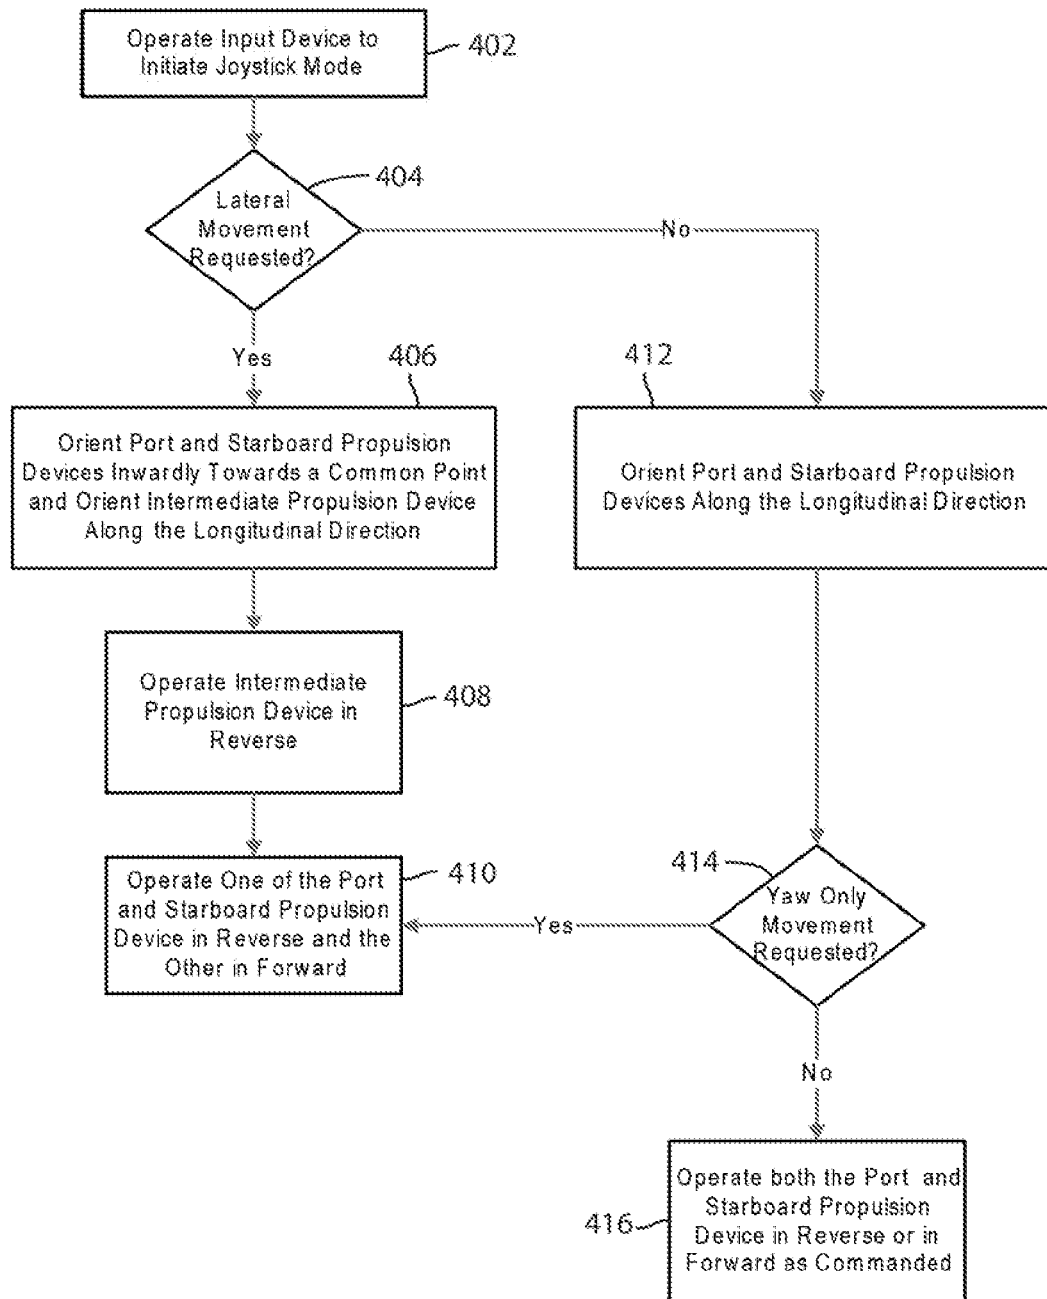 Operate Input Device to
Initiate Joystick Mode
402
Lateral
Movement
Requested?
404
No
Yes
406
412
Orient Port and Starboard Propulsion
Devices Inwardly Towards a Common Point
and Orient Intermediate Propulsion Device
Along the Longitudinal Direction
Orient Port and Starboard Propulsion
Devices Along the Longitudinal Direction
Operate Intermediate
Propulsion Device in
Reverse
408
Operate One of the Port
and Starboard Propulsion
Device in Reverse and the
Other in Forward
410
414
Yaw Only
Movement
Requested?
Yes
No
Operate both the Port and
Starboard Propulsion
Device in Reverse or in
Forward as Commanded
416